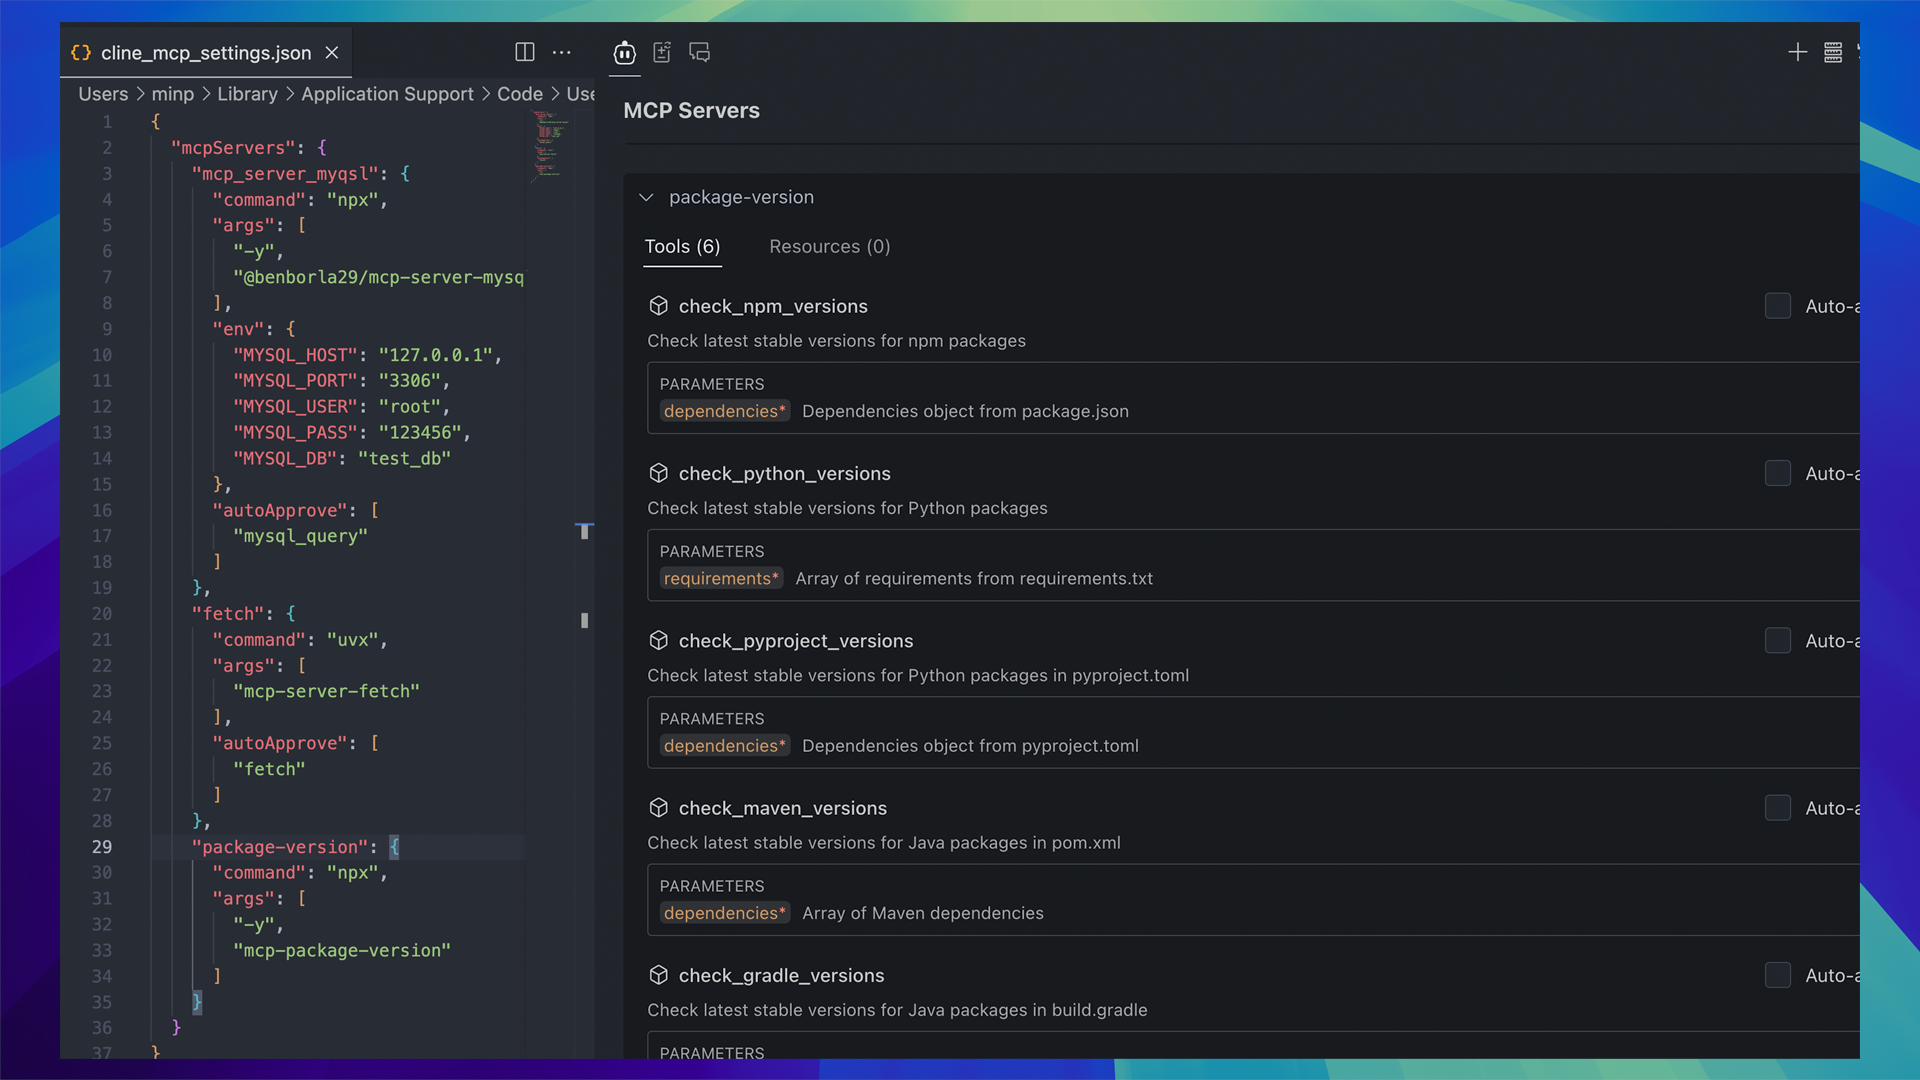 cline_mcp_settings.json
Users > minp > Library > Application Support > Code > Use
1 {
2 "mcpServers": {
3 "mcp_server_myqsl": {
4 "command": "npx",
5 "args": [
6 "-y",
7 "@benborla29/mcp-server-mysq
8 ],
9 "env": {
10 "MYSQL_HOST": "127.0.0.1",
11 "MYSQL_PORT": "3306",
12 "MYSQL_USER": "root",
13 "MYSQL_PASS": "123456",
14 "MYSQL_DB": "test_db"
15 },
16 "autoApprove": [
17 "mysql_query"
18 ]
19 },
20 "fetch": {
21 "command": "uvx",
22 "args": [
23 "mcp-server-fetch"
24 ],
25 "autoApprove": [
26 "fetch"
27 ]
28 },
29 "package-version": {
30 "command": "npx",
31 "args": [
32 "-y",
33 "mcp-package-version"
34 ]
35 }
36 }
37 }
MCP Servers
package-version
Tools (6) Resources (0)
check_npm_versions Auto-a
Check latest stable versions for npm packages
PARAMETERS
dependencies* Dependencies object from package.json
check_python_versions Auto-a
Check latest stable versions for Python packages
PARAMETERS
requirements* Array of requirements from requirements.txt
check_pyproject_versions Auto-a
Check latest stable versions for Python packages in pyproject.toml
PARAMETERS
dependencies* Dependencies object from pyproject.toml
check_maven_versions Auto-a
Check latest stable versions for Java packages in pom.xml
PARAMETERS
dependencies* Array of Maven dependencies
check_gradle_versions Auto-a
Check latest stable versions for Java packages in build.gradle
PARAMETERS